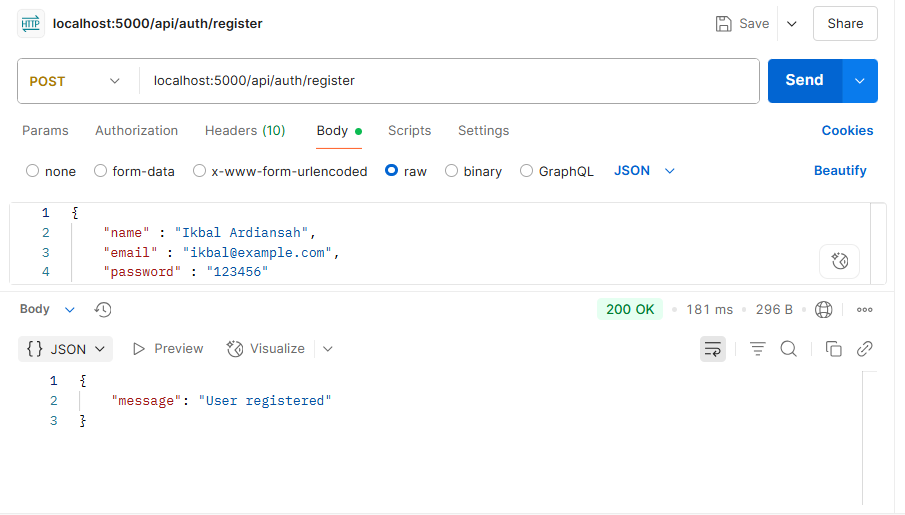 HTTP localhost:5000/api/auth/register Save Share
POST localhost:5000/api/auth/register Send
Params Authorization Headers (10) Body Scripts Settings Cookies
none form-data x-www-form-urlencoded raw binary GraphQL JSON Beautify
1 {
2 "name" : "Ikbal Ardiansah",
3 "email" : "ikbal@example.com",
4 "password" : "123456"
Body 200 OK 181 ms 296 B
{} JSON Preview Visualize
1 {
2 "message": "User registered"
3 }